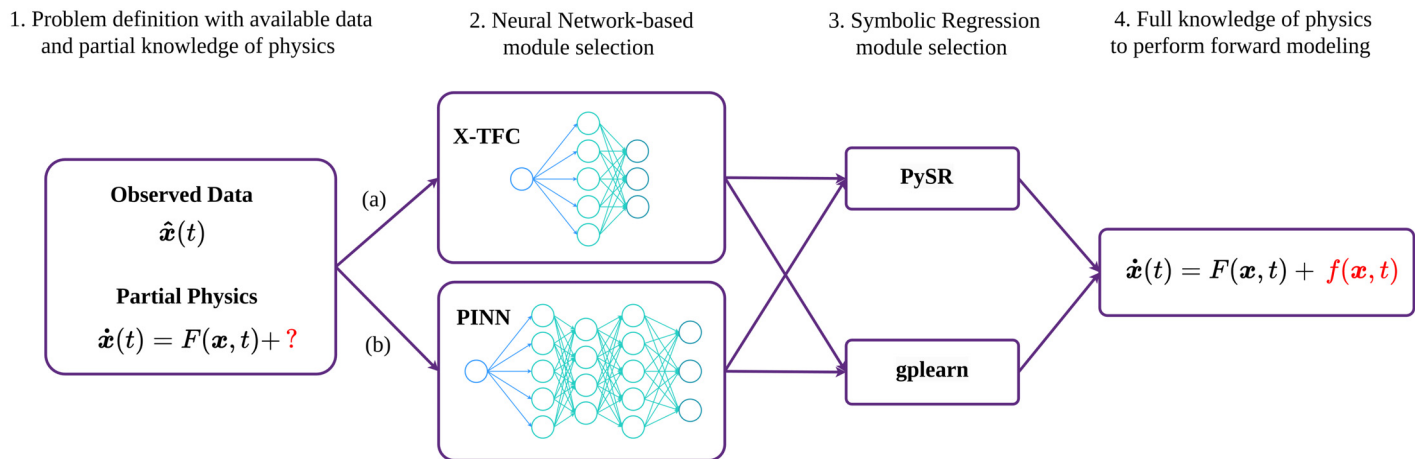 1. Problem definition with available data
and partial knowledge of physics
2. Neural Network-based
module selection
3. Symbolic Regression
module selection
4. Full knowledge of physics
to perform forward modeling
Observed Data
x̂(t)
Partial Physics
ẋ(t) = F(x, t)+ ?
(a)
(b)
X-TFC
PINN
PySR
gplearn
ẋ(t) = F(x, t) + f(x, t)